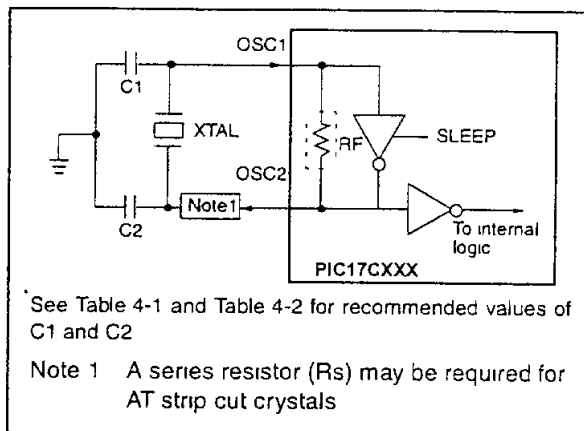 OSC1
C1
XTAL
RF
SLEEP
OSC2
Note1
C2
To internal
logic
PIC17CXXX
See Table 4-1 and Table 4-2 for recommended values of
C1 and C2
Note 1 A series resistor (Rs) may be required for
AT strip cut crystals